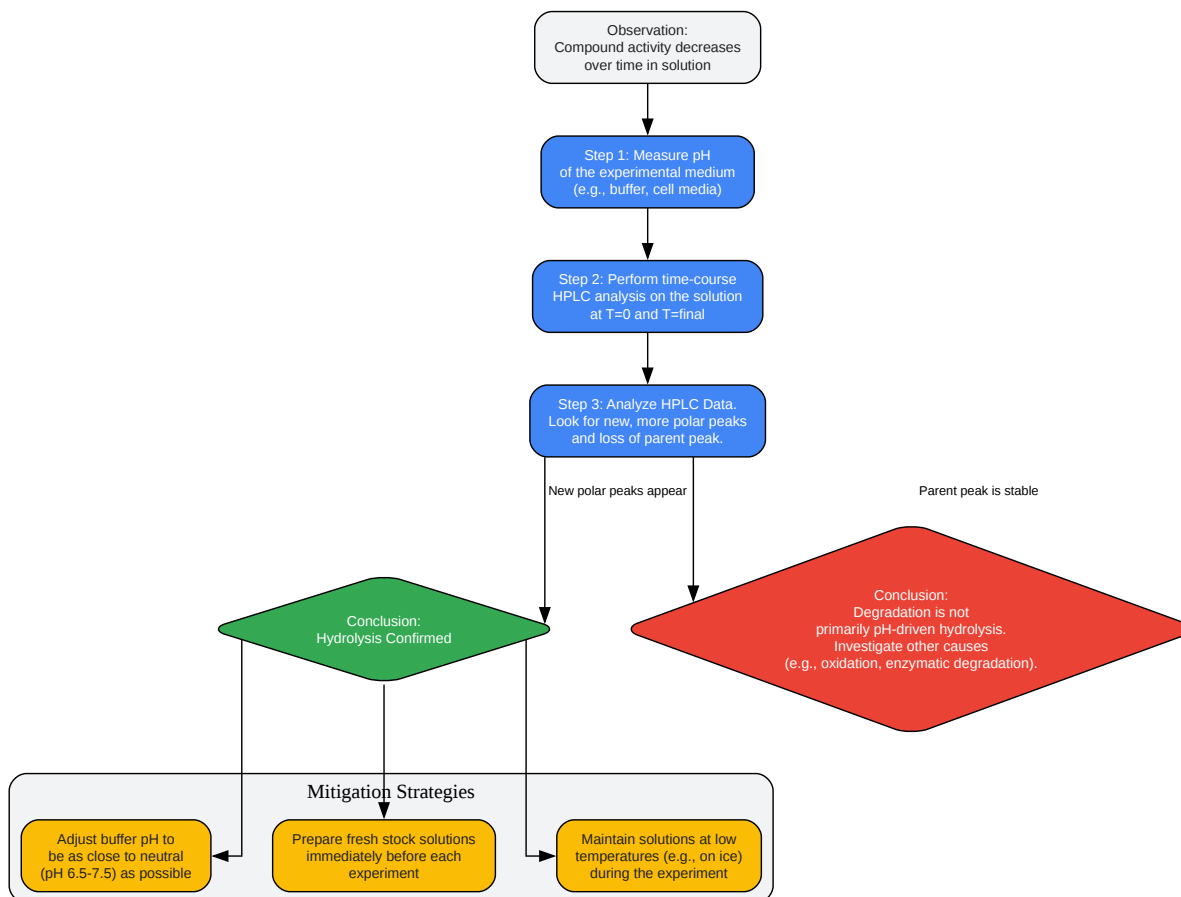 Observation:
Compound activity decreases
over time in solution
Step 1: Measure pH
of the experimental medium
(e.g., buffer, cell media)
Step 2: Perform time-course
HPLC analysis on the solution
at T=0 and T=final
Step 3: Analyze HPLC Data.
Look for new, more polar peaks
and loss of parent peak.
New polar peaks appear
Parent peak is stable
Conclusion:
Hydrolysis Confirmed
Conclusion:
Degradation is not
primarily pH-driven hydrolysis.
Investigate other causes
(e.g., oxidation, enzymatic degradation).
Mitigation Strategies
Adjust buffer pH to
be as close to neutral
(pH 6.5-7.5) as possible
Prepare fresh stock solutions
immediately before each
experiment
Maintain solutions at low
temperatures (e.g., on ice)
during the experiment